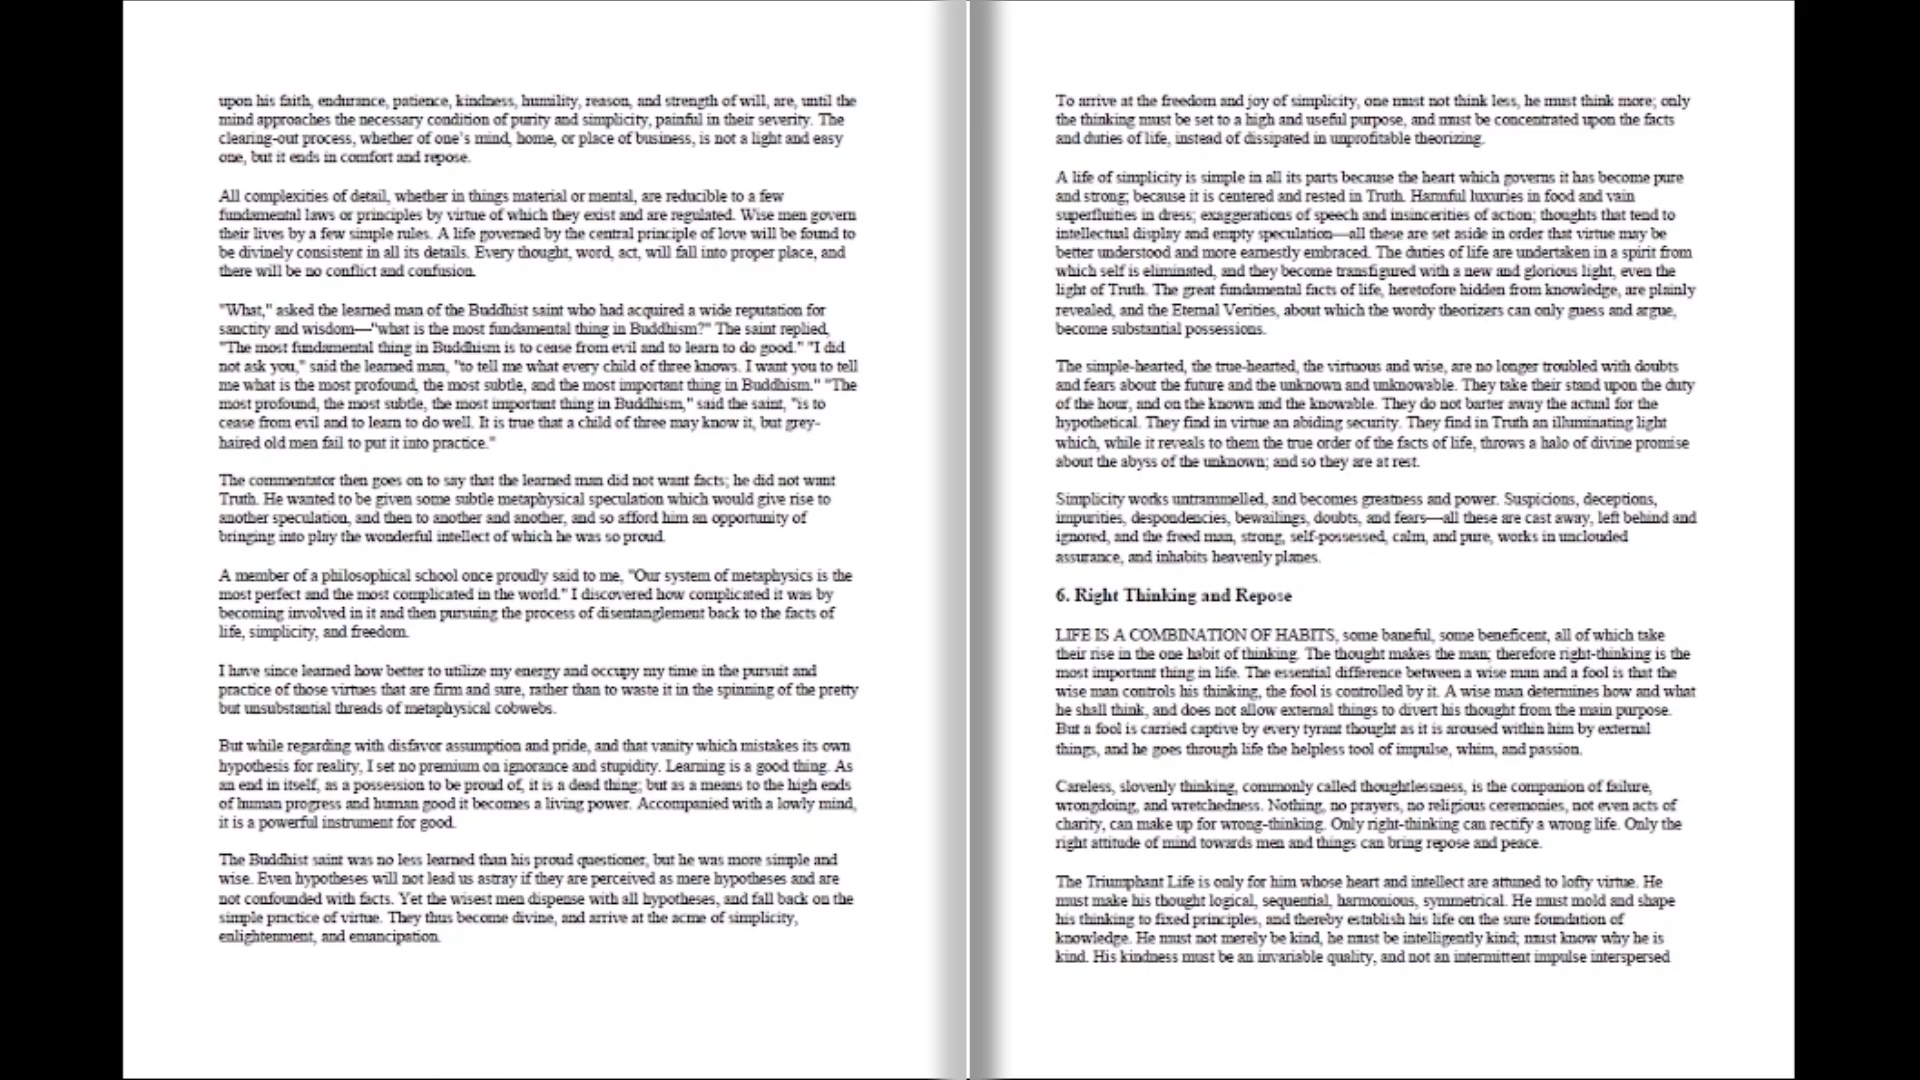 upon his faith, endurance, patience, kindness, humility, reason, and strength of will, are, until the
mind approaches the necessary condition of purity and simplicity, painful in their severity. The
clearing-out process, whether of one's mind, home, or place of business, is not a light and easy
one, but it ends in comfort and repose.
All complexities of detail, whether in things material or mental, are reducible to a few
fundamental laws or principles by virtue of which they exist and are regulated. Wise men govern
their lives by a few simple rules. A life governed by the central principle of love will be found to
be divinely consistent in all its details. Every thought, word, act, will fall into proper place, and
there will be no conflict and confusion.
"What," asked the learned man of the Buddhist saint who had acquired a wide reputation for
sanctity and wisdom—"what is the most fundamental thing in Buddhism?" The saint replied,
"The most fundamental thing in Buddhism is to cease from evil and to learn to do good." "I did
not ask you," said the learned man, "to tell me what every child of three knows. I want you to tell
me what is the most profound, the most subtle, and the most important thing in Buddhism." "The
most profound, the most subtle, the most important thing in Buddhism," said the saint, "is to
cease from evil and to learn to do well. It is true that a child of three may know it, but grey-
haired old men fail to put it into practice."
The commentator then goes on to say that the learned man did not want facts; he did not want
Truth. He wanted to be given some subtle metaphysical speculation which would give rise to
another speculation, and then to another and another, and so afford him an opportunity of
bringing into play the wonderful intellect of which he was so proud.
A member of a philosophical school once proudly said to me, "Our system of metaphysics is the
most perfect and the most complicated in the world." I discovered how complicated it was by
becoming involved in it and then pursuing the process of disentanglement back to the facts of
life, simplicity, and freedom.
I have since learned how better to utilize my energy and occupy my time in the pursuit and
practice of those virtues that are firm and sure, rather than to waste it in the spinning of the pretty
but unsubstantial threads of metaphysical cobwebs.
But while regarding with disfavor assumption and pride, and that vanity which mistakes its own
hypothesis for reality, I set no premium on ignorance and stupidity. Learning is a good thing. As
an end in itself, as a possession to be proud of, it is a dead thing; but as a means to the high ends
of human progress and human good it becomes a living power. Accompanied with a lowly mind,
it is a powerful instrument for good.
The Buddhist saint was no less learned than his proud questioner, but he was more simple and
wise. Even hypotheses will not lead us astray if they are perceived as mere hypotheses and are
not confounded with facts. Yet the wisest men dispense with all hypotheses, and fall back on the
simple practice of virtue. They thus become divine, and arrive at the acme of simplicity,
enlightenment, and emancipation.
To arrive at the freedom and joy of simplicity, one must not think less, he must think more; only
the thinking must be set to a high and useful purpose, and must be concentrated upon the facts
and duties of life, instead of dissipated in unprofitable theorizing.
A life of simplicity is simple in all its parts because the heart which governs it has become pure
and strong; because it is centered and rested in Truth. Harmful luxuries in food and vain
superfluities in dress; exaggerations of speech and insincerities of action; thoughts that tend to
intellectual display and empty speculation—all these are set aside in order that virtue may be
better understood and more earnestly embraced. The duties of life are undertaken in a spirit from
which self is eliminated, and they become transfigured with a new and glorious light, even the
light of Truth. The great fundamental facts of life, heretofore hidden from knowledge, are plainly
revealed, and the Eternal Verities, about which the wordy theorizers can only guess and argue,
become substantial possessions.
The simple-hearted, the true-hearted, the virtuous and wise, are no longer troubled with doubts
and fears about the future and the unknown and unknowable. They take their stand upon the duty
of the hour, and on the known and the knowable. They do not barter away the actual for the
hypothetical. They find in virtue an abiding security. They find in Truth an illuminating light
which, while it reveals to them the true order of the facts of life, throws a halo of divine promise
about the abyss of the unknown; and so they are at rest.
Simplicity works untrammelled, and becomes greatness and power. Suspicions, deceptions,
impurities, despondencies, bewailings, doubts, and fears—all these are cast away, left behind and
ignored, and the freed man, strong, self-possessed, calm, and pure, works in unclouded
assurance, and inhabits heavenly planes.
6. Right Thinking and Repose
LIFE IS A COMBINATION OF HABITS, some baneful, some beneficent, all of which take
their rise in the one habit of thinking. The thought makes the man; therefore right-thinking is the
most important thing in life. The essential difference between a wise man and a fool is that the
wise man controls his thinking, the fool is controlled by it. A wise man determines how and what
he shall think, and does not allow external things to divert his thought from the main purpose.
But a fool is carried captive by every tyrant thought as it is aroused within him by external
things, and he goes through life the helpless tool of impulse, whim, and passion.
Careless, slovenly thinking, commonly called thoughtlessness, is the companion of failure,
wrongdoing, and wretchedness. Nothing, no prayers, no religious ceremonies, not even acts of
charity, can make up for wrong-thinking. Only right-thinking can rectify a wrong life. Only the
right attitude of mind towards men and things can bring repose and peace.
The Triumphant Life is only for him whose heart and intellect are attuned to lofty virtue. He
must make his thought logical, sequential, harmonious, symmetrical. He must mold and shape
his thinking to fixed principles, and thereby establish his life on the sure foundation of
knowledge. He must not merely be kind, he must be intelligently kind; must know why he is
kind. His kindness must be an invariable quality, and not an intermittent impulse interspersed